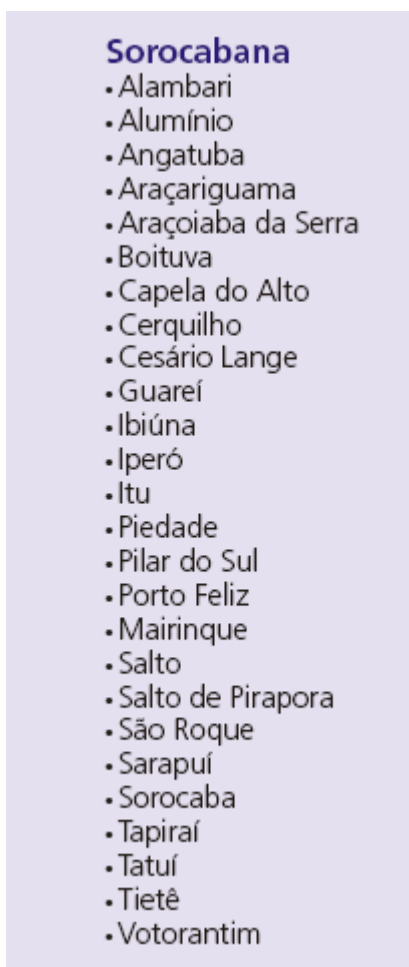 Sorocabana
• Alambari
• Alumínio
• Angatuba
• Araçariguama
• Araçoiaba da Serra
• Boituva
• Capela do Alto
• Cerquilho
• Cesário Lange
• Guareí
• Ibiúna
• Iperó
• Itu
• Piedade
• Pilar do Sul
• Porto Feliz
• Mairinque
• Salto
• Salto de Pirapora
• São Roque
• Sarapuí
• Sorocaba
• Tapiraí
• Tatuí
• Tietê
• Votorantim